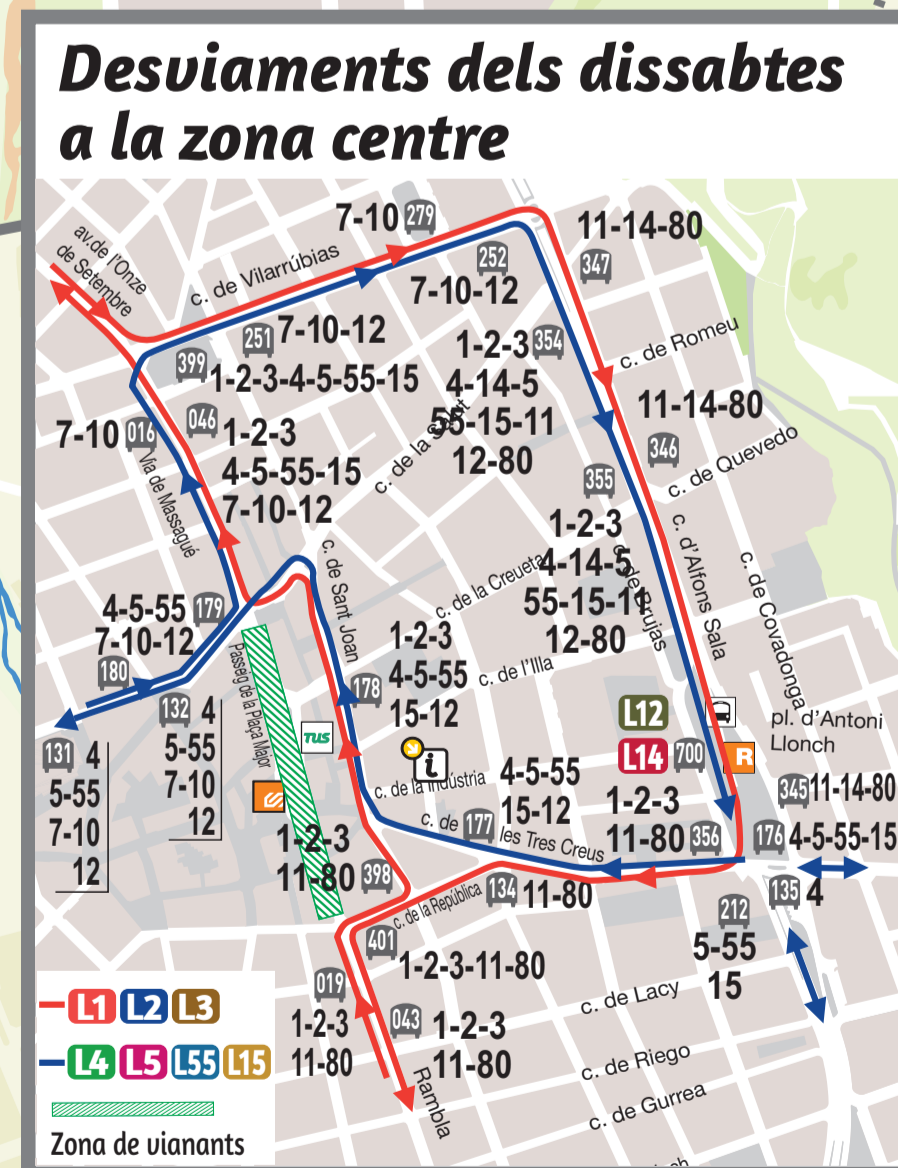 Desviaments dels dissabtes
a la zona centre
7-10 279
11-14-80
347
av.de l'Onze
de Setembre
c. de Vilarrúbias
252
7-10-12
251 7-10-12
399 1-2-3-4-5-55-15
1-2-3 354
4-14-5
55-15-11
12-80
c. de Romeu
11-14-80
346
c. de Quevedo
7-10 016
046 1-2-3
4-5-55-15
7-10-12
Via de Massagué
c. de la
355
1-2-3
4-14-5
55-15-11
12-80
c. de Brujas
c. d'Alfons Sala
c. de Covadonga
c. de Sant Joan
c. de la Creueta
c. de l'Illa
4-5-55 179
7-10-12
180
1-2-3
4-5-55
15-12
178
Passeig de la Plaça Major
132 4
5-55
7-10
12
131 4
5-55
7-10
12
TUS
i
L12
L14 700
R
pl. d'Antoni
Llonch
c. de la Indústria
4-5-55
15-12
c. de 177 les Tres Creus
1-2-3
11-80 356
345 11-14-80
176 4-5-55-15
135 4
1-2-3
11-80 398
c. de la República
134 11-80
212
5-55
15
401
1-2-3-11-80
019
1-2-3
11-80
043 1-2-3
11-80
Rambla
c. de Lacy
c. de Riego
c. de Gurrea
L1 L2 L3
L4 L5 L55 L15
Zona de vianants